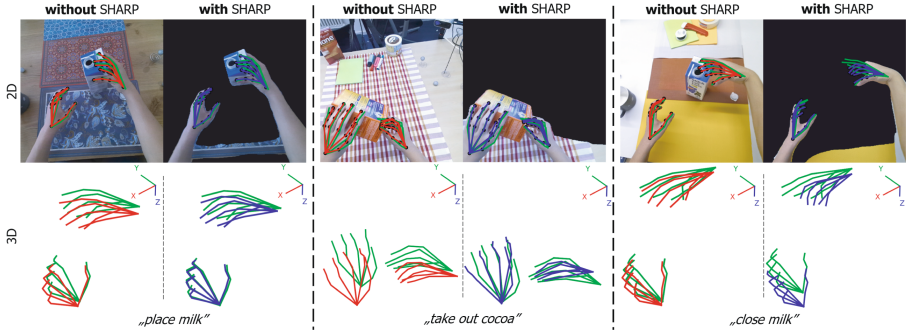 without SHARP with SHARP without SHARP with SHARP without SHARP with SHARP
2D
3D
Y X Z Y X Z Y X Z Y X Z Y X Z Y X Z
„place milk” „take out cocoa” „close milk”